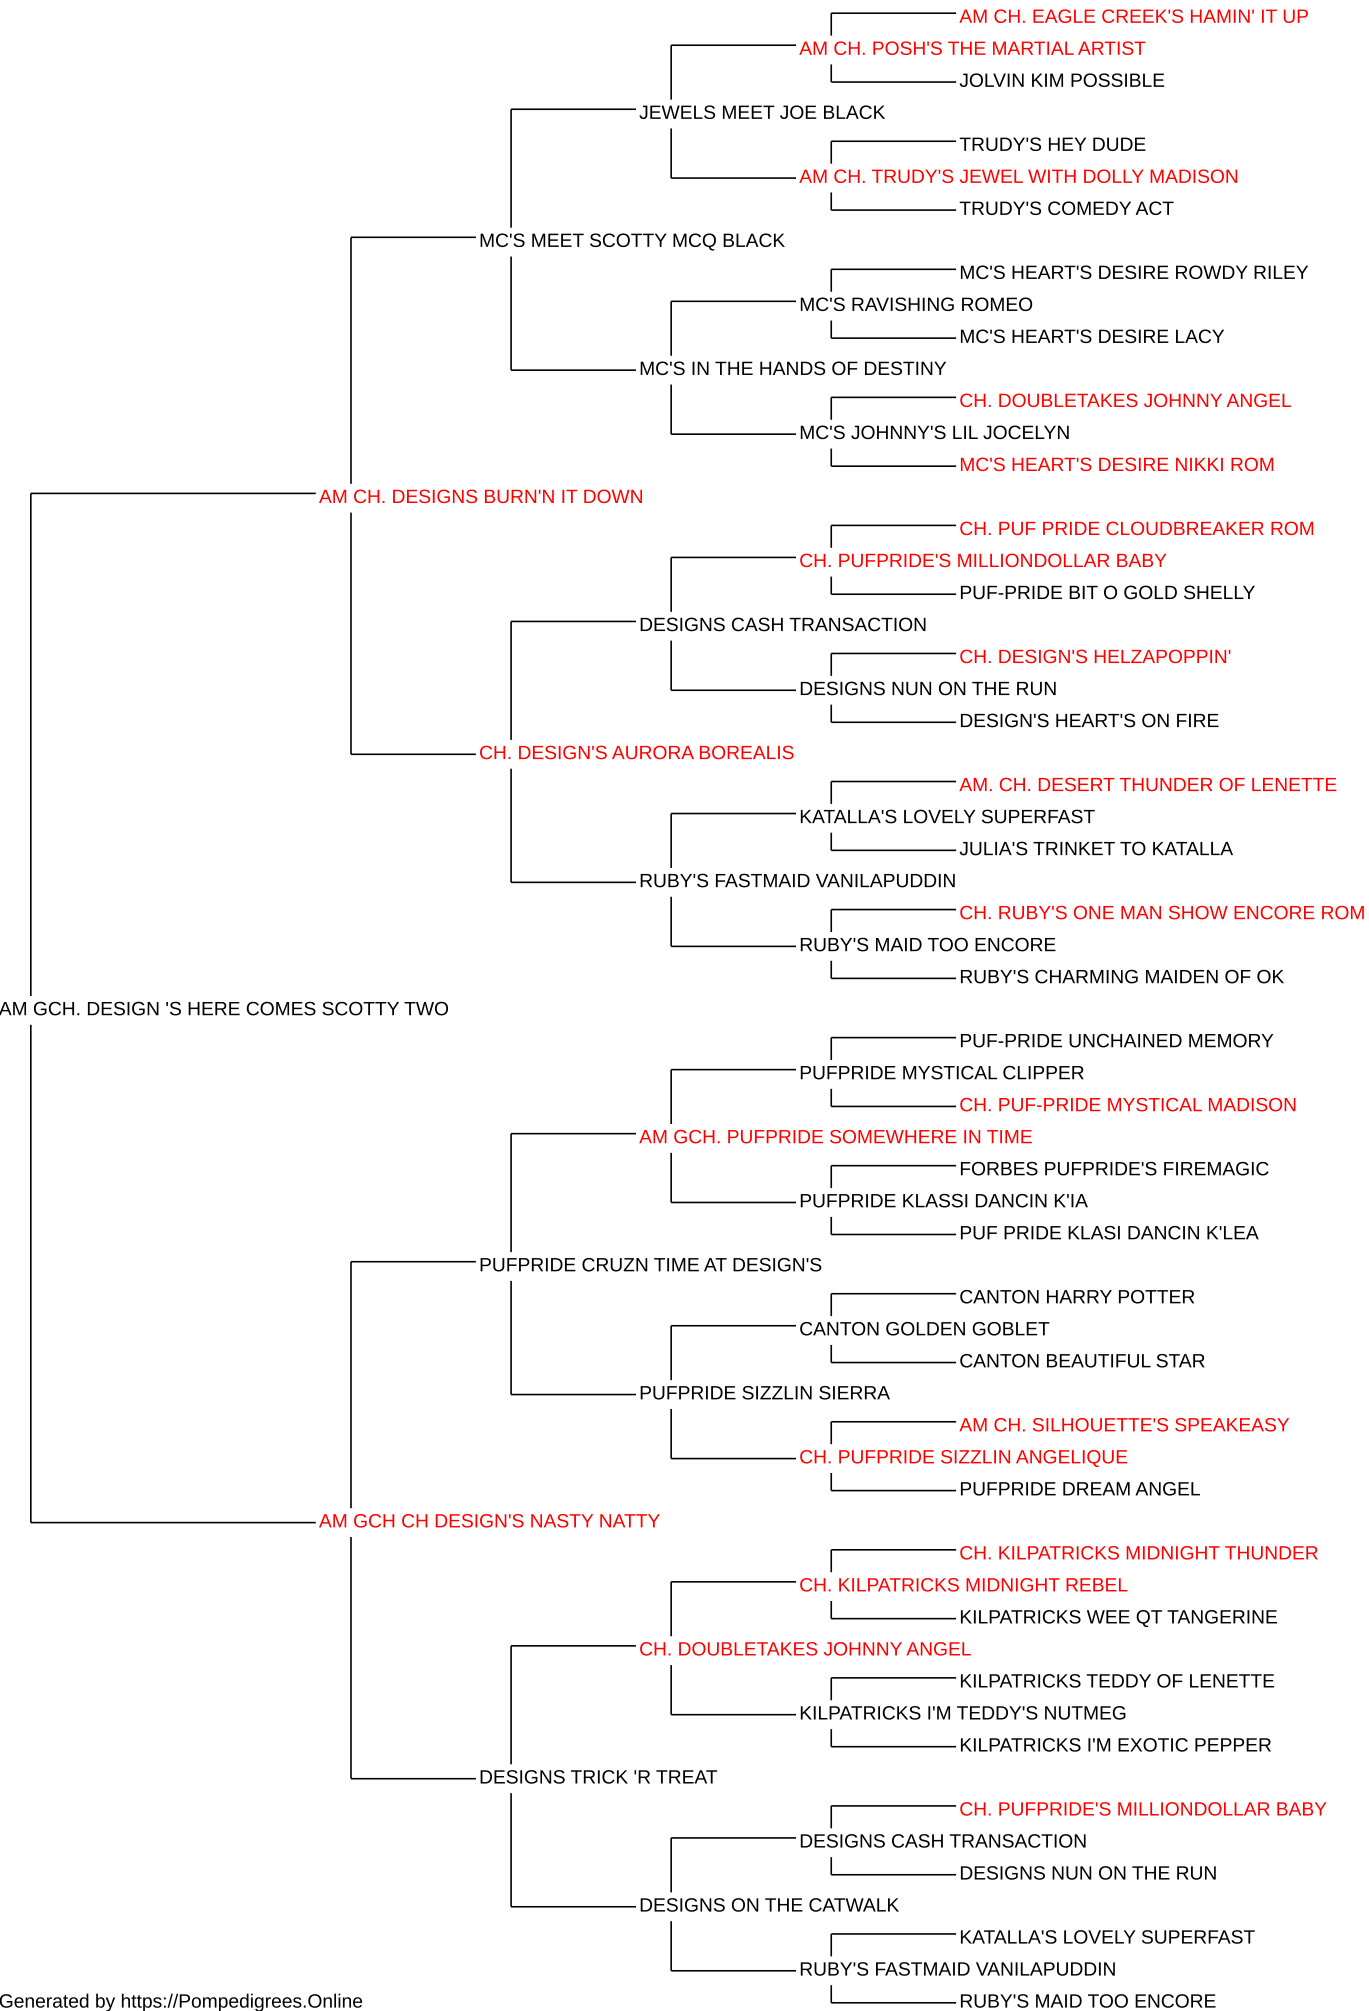 AM CH. EAGLE CREEK'S HAMIN' IT UP
AM CH. POSH'S THE MARTIAL ARTIST
JOLVIN KIM POSSIBLE
JEWELS MEET JOE BLACK
TRUDY'S HEY DUDE
AM CH. TRUDY'S JEWEL WITH DOLLY MADISON
TRUDY'S COMEDY ACT
MC'S MEET SCOTTY MCQ BLACK
MC'S HEART'S DESIRE ROWDY RILEY
MC'S RAVISHING ROMEO
MC'S HEART'S DESIRE LACY
MC'S IN THE HANDS OF DESTINY
CH. DOUBLETAKES JOHNNY ANGEL
MC'S JOHNNY'S LIL JOCELYN
MC'S HEART'S DESIRE NIKKI ROM
AM CH. DESIGNS BURN'N IT DOWN
CH. PUF PRIDE CLOUDBREAKER ROM
CH. PUFPRIDE'S MILLIONDOLLAR BABY
PUF-PRIDE BIT O GOLD SHELLY
DESIGNS CASH TRANSACTION
CH. DESIGN'S HELZAPOPPIN'
DESIGNS NUN ON THE RUN
DESIGN'S HEART'S ON FIRE
CH. DESIGN'S AURORA BOREALIS
AM. CH. DESERT THUNDER OF LENETTE
KATALLA'S LOVELY SUPERFAST
JULIA'S TRINKET TO KATALLA
RUBY'S FASTMAID VANILAPUDDIN
CH. RUBY'S ONE MAN SHOW ENCORE ROM
RUBY'S MAID TOO ENCORE
RUBY'S CHARMING MAIDEN OF OK
AM GCH. DESIGN 'S HERE COMES SCOTTY TWO
PUF-PRIDE UNCHAINED MEMORY
PUFPRIDE MYSTICAL CLIPPER
CH. PUF-PRIDE MYSTICAL MADISON
AM GCH. PUFPRIDE SOMEWHERE IN TIME
FORBES PUFPRIDE'S FIREMAGIC
PUFPRIDE KLASSI DANCIN K'IA
PUF PRIDE KLASI DANCIN K'LEA
PUFPRIDE CRUZN TIME AT DESIGN'S
CANTON HARRY POTTER
CANTON GOLDEN GOBLET
CANTON BEAUTIFUL STAR
PUFPRIDE SIZZLIN SIERRA
AM CH. SILHOUETTE'S SPEAKEASY
CH. PUFPRIDE SIZZLIN ANGELIQUE
PUFPRIDE DREAM ANGEL
AM GCH CH DESIGN'S NASTY NATTY
CH. KILPATRICKS MIDNIGHT THUNDER
CH. KILPATRICKS MIDNIGHT REBEL
KILPATRICKS WEE QT TANGERINE
CH. DOUBLETAKES JOHNNY ANGEL
KILPATRICKS TEDDY OF LENETTE
KILPATRICKS I'M TEDDY'S NUTMEG
KILPATRICKS I'M EXOTIC PEPPER
DESIGNS TRICK 'R TREAT
CH. PUFPRIDE'S MILLIONDOLLAR BABY
DESIGNS CASH TRANSACTION
DESIGNS NUN ON THE RUN
DESIGNS ON THE CATWALK
KATALLA'S LOVELY SUPERFAST
RUBY'S FASTMAID VANILAPUDDIN
RUBY'S MAID TOO ENCORE
Generated by https://Pompedigrees.Online